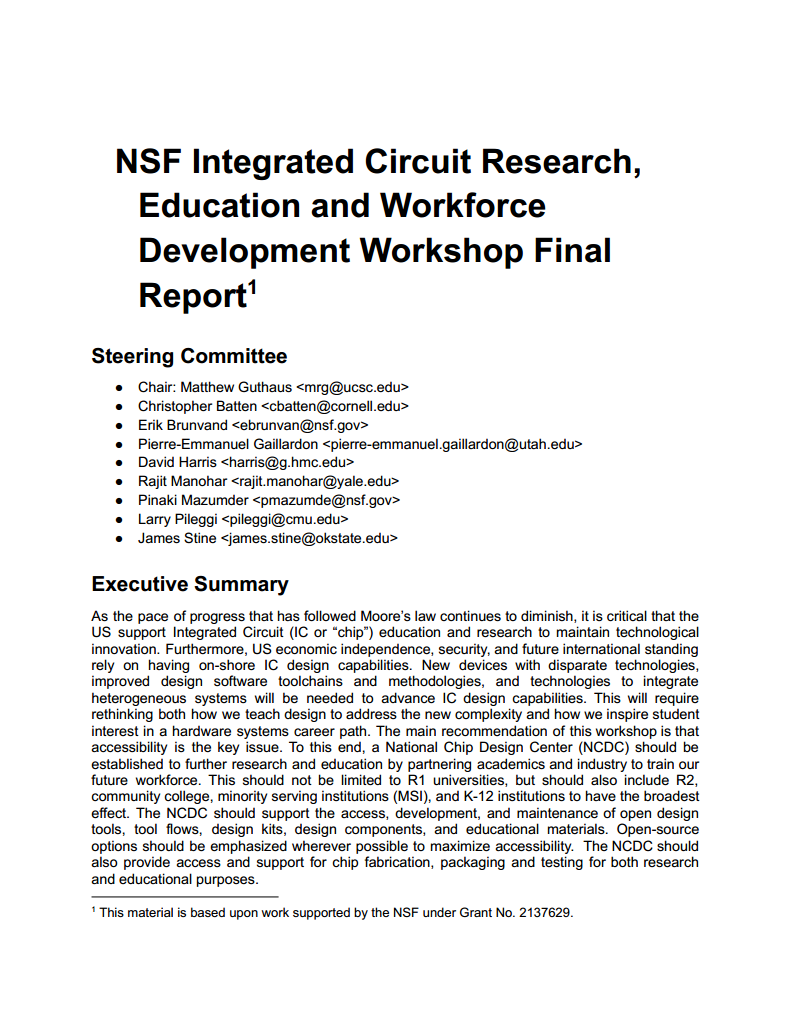 NSF Integrated Circuit Research,
Education and Workforce
Development Workshop Final
Report¹
Steering Committee
● Chair: Matthew Guthaus <mrg@ucsc.edu>
● Christopher Batten <cbatten@cornell.edu>
● Erik Brunvand <ebrunvan@nsf.gov>
● Pierre-Emmanuel Gaillardon <pierre-emmanuel.gaillardon@utah.edu>
● David Harris <harris@g.hmc.edu>
● Rajit Manohar <rajit.manohar@yale.edu>
● Pinaki Mazumder <pmazumde@nsf.gov>
● Larry Pileggi <pileggi@cmu.edu>
● James Stine <james.stine@okstate.edu>
Executive Summary
As the pace of progress that has followed Moore's law continues to diminish, it is critical that the
US support Integrated Circuit (IC or “chip”) education and research to maintain technological
innovation. Furthermore, US economic independence, security, and future international standing
rely on having on-shore IC design capabilities. New devices with disparate technologies,
improved design software toolchains and methodologies, and technologies to integrate
heterogeneous systems will be needed to advance IC design capabilities. This will require
rethinking both how we teach design to address the new complexity and how we inspire student
interest in a hardware systems career path. The main recommendation of this workshop is that
accessibility is the key issue. To this end, a National Chip Design Center (NCDC) should be
established to further research and education by partnering academics and industry to train our
future workforce. This should not be limited to R1 universities, but should also include R2,
community college, minority serving institutions (MSI), and K-12 institutions to have the broadest
effect. The NCDC should support the access, development, and maintenance of open design
tools, tool flows, design kits, design components, and educational materials. Open-source
options should be emphasized wherever possible to maximize accessibility. The NCDC should
also provide access and support for chip fabrication, packaging and testing for both research
and educational purposes.
¹ This material is based upon work supported by the NSF under Grant No. 2137629.